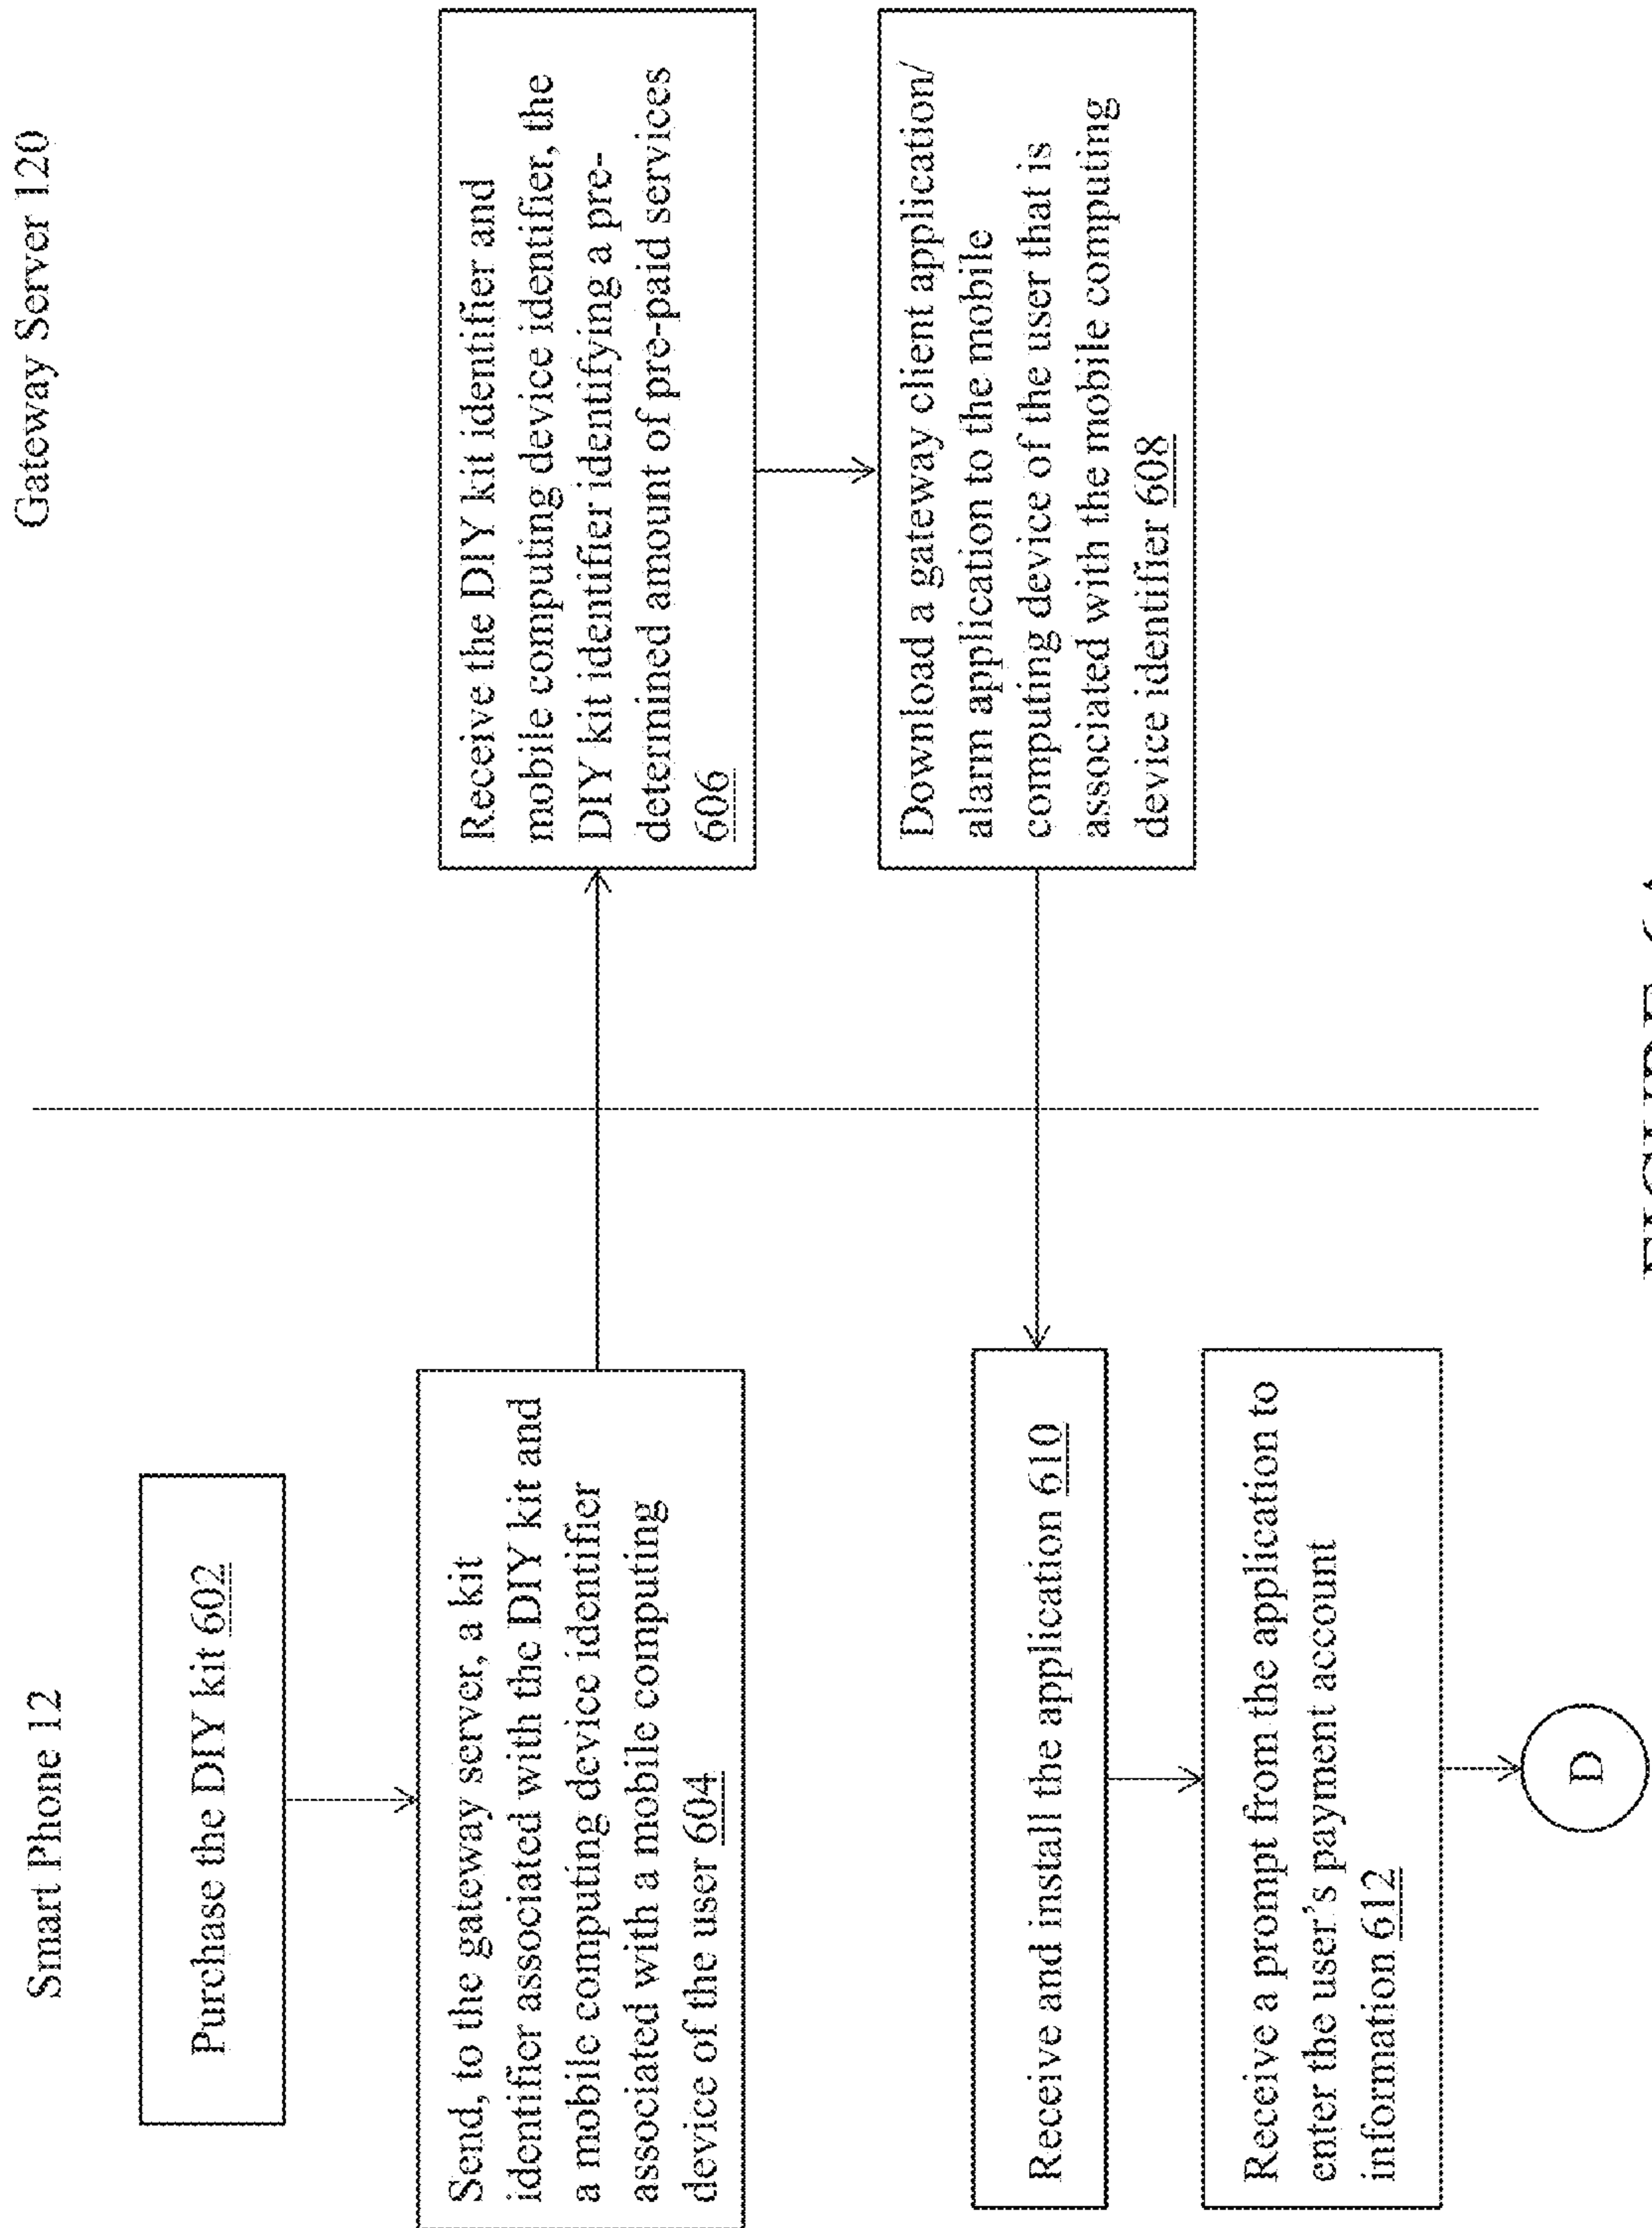 Smart Phone 12
Gateway Server 120
Purchase the DIY kit 602
Send, to the gateway server, a kit
identifier associated with the DIY kit and
a mobile computing device identifier
associated with a mobile computing
device of the user 604
Receive the DIY kit identifier and
mobile computing device identifier, the
DIY kit identifier identifying a pre-
determined amount of pre-paid services
606
Download a gateway client application/
alarm application to the mobile
computing device of the user that is
associated with the mobile computing
device identifier 608
Receive and install the application 610
Receive a prompt from the application to
enter the user's payment account
information 612
D